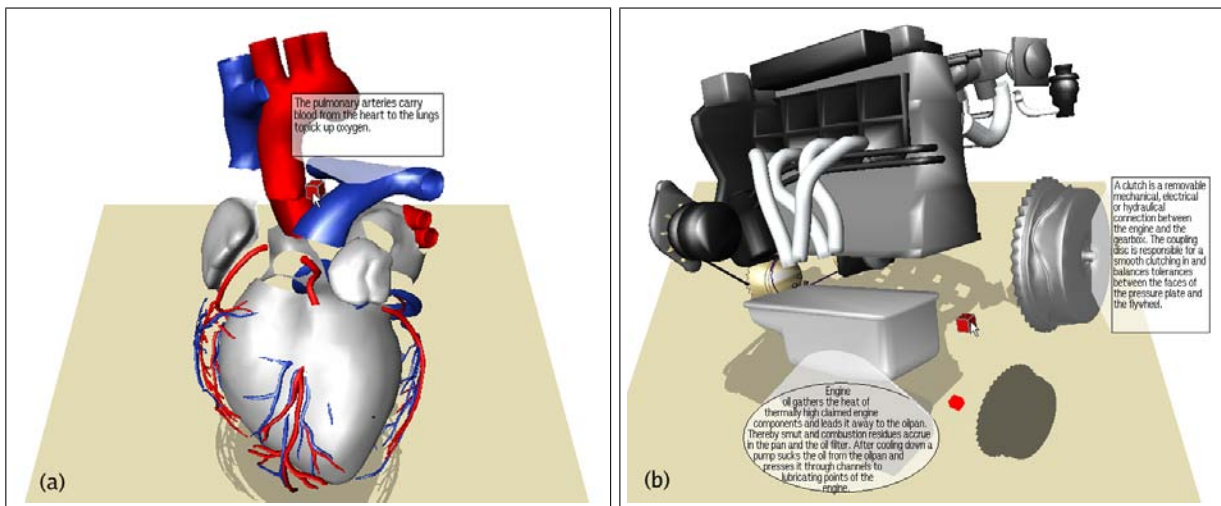 The pulmonary arteries carry
blood from the heart to the lungs
topick up oxygen.
(a)
A clutch is a removable
mechanical, electrical
or hydraulical
connection between
the engine and the
gearbox. The coupling
disc is responsible for a
smooth clutching in and
balances tolerances
between the faces of
the pressure plate and
the flywheel.
Engine
oil gathers the heat of
thermally high claimed engine
components and leads it away to the oilpan.
Thereby smut and combustion residues accrue
in the pan and the oil filter. After cooling down a
pump sucks the oil from the oilpan and
presses it through channels to
lubricating points of the
engine.
(b)